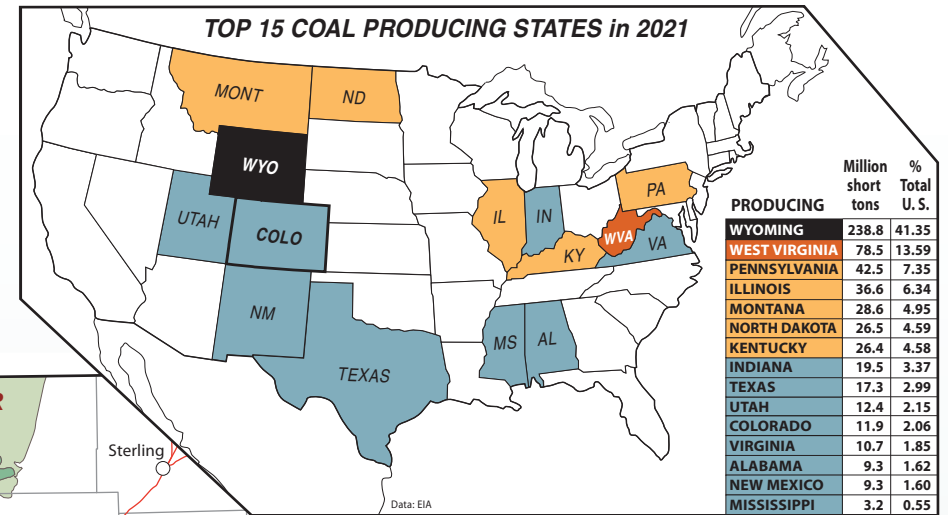 TOP 15 COAL PRODUCING STATES in 2021
MONT
ND
WYO
UTAH
COLO
NM
TEXAS
IL
IN
KY
WVA
VA
PA
MS
AL
Million
short
tons
%
Total
U. S.
PRODUCING
WYOMING 238.8 41.35
WEST VIRGINIA 78.5 13.59
PENNSYLVANIA 42.5 7.35
ILLINOIS 36.6 6.34
MONTANA 28.6 4.95
NORTH DAKOTA 26.5 4.59
KENTUCKY 26.4 4.58
INDIANA 19.5 3.37
TEXAS 17.3 2.99
UTAH 12.4 2.15
COLORADO 11.9 2.06
VIRGINIA 10.7 1.85
ALABAMA 9.3 1.62
NEW MEXICO 9.3 1.60
MISSISSIPPI 3.2 0.55
R
Sterling
Data: EIA